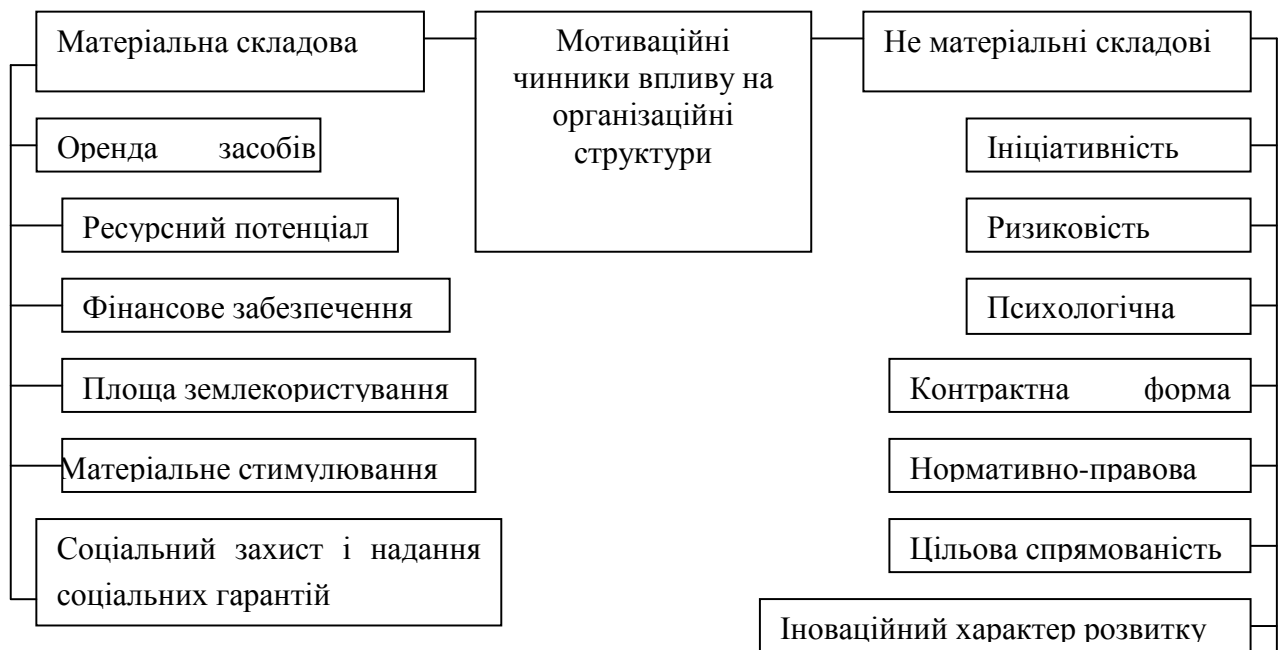 Матеріальна складова
Мотиваційні
чинники впливу на
організаційні
структури
Не матеріальні складові
Оренда засобів
Ресурсний потенціал
Фінансове забезпечення
Площа землекористування
Матеріальне стимулювання
Соціальний захист і надання
соціальних гарантій
Ініціативність
Ризиковість
Психологічна
Контрактна форма
Нормативно-правова
Цільова спрямованість
Іноваційний характер розвитку